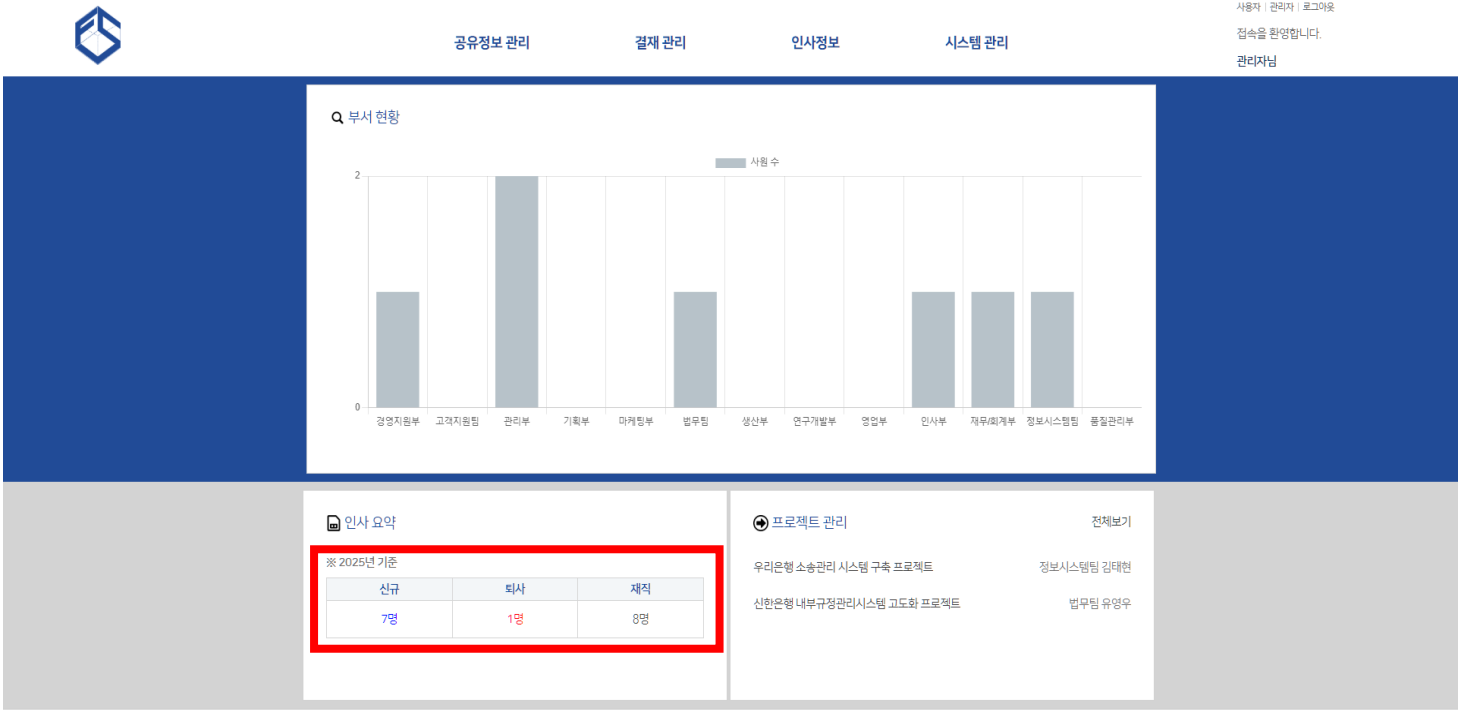 사용자 | 관리자 | 로그아웃
접속을 환영합니다.
관리자님
공유정보 관리 결재 관리 인사정보 시스템 관리
부서 현황
사원 수
2
0
경영지원부 고객지원팀 관리부 기획부 마케팅부 법무팀 생산부 연구개발부 영업부 인사부 재무/회계부 정보시스템팀 품질관리부
인사 요약
※ 2025년 기준
신규 퇴사 재직
7명 1명 8명
프로젝트 관리 전체보기
우리은행 소송관리 시스템 구축 프로젝트 정보시스템팀 김태현
신한은행 내부규정관리시스템 고도화 프로젝트 법무팀 유영우